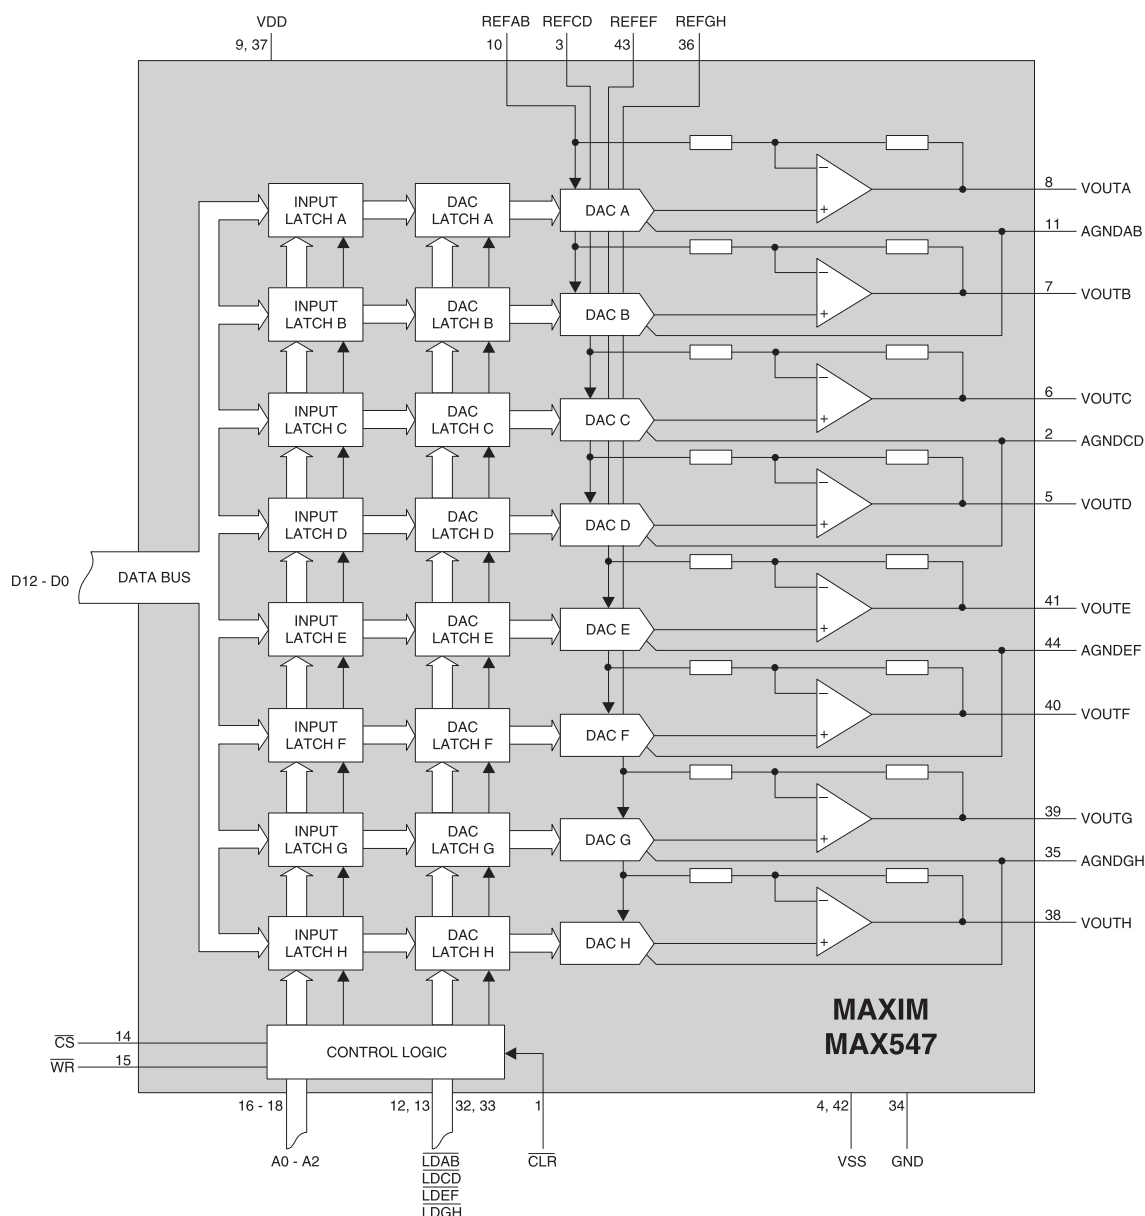 VDD
REFAB REFCD REFEF REFGH
9, 37
10 3 43 36
8 VOUTA
INPUT LATCH A
DAC LATCH A
DAC A
11 AGNDAB
7 VOUTB
INPUT LATCH B
DAC LATCH B
DAC B
6 VOUTC
INPUT LATCH C
DAC LATCH C
DAC C
2 AGNDCD
5 VOUTD
INPUT LATCH D
DAC LATCH D
DAC D
D12 - D0
DATA BUS
41 VOUTE
INPUT LATCH E
DAC LATCH E
DAC E
44 AGNDEF
40 VOUTF
INPUT LATCH F
DAC LATCH F
DAC F
39 VOUTG
INPUT LATCH G
DAC LATCH G
DAC G
35 AGNDGH
38 VOUTH
INPUT LATCH H
DAC LATCH H
DAC H
MAXIM
MAX547
CS 14
WR 15
CONTROL LOGIC
16 - 18
12, 13 32, 33
1
4, 42
34
A0 - A2
LDAB
LDCD
LDEF
LDGH
CLR
VSS
GND